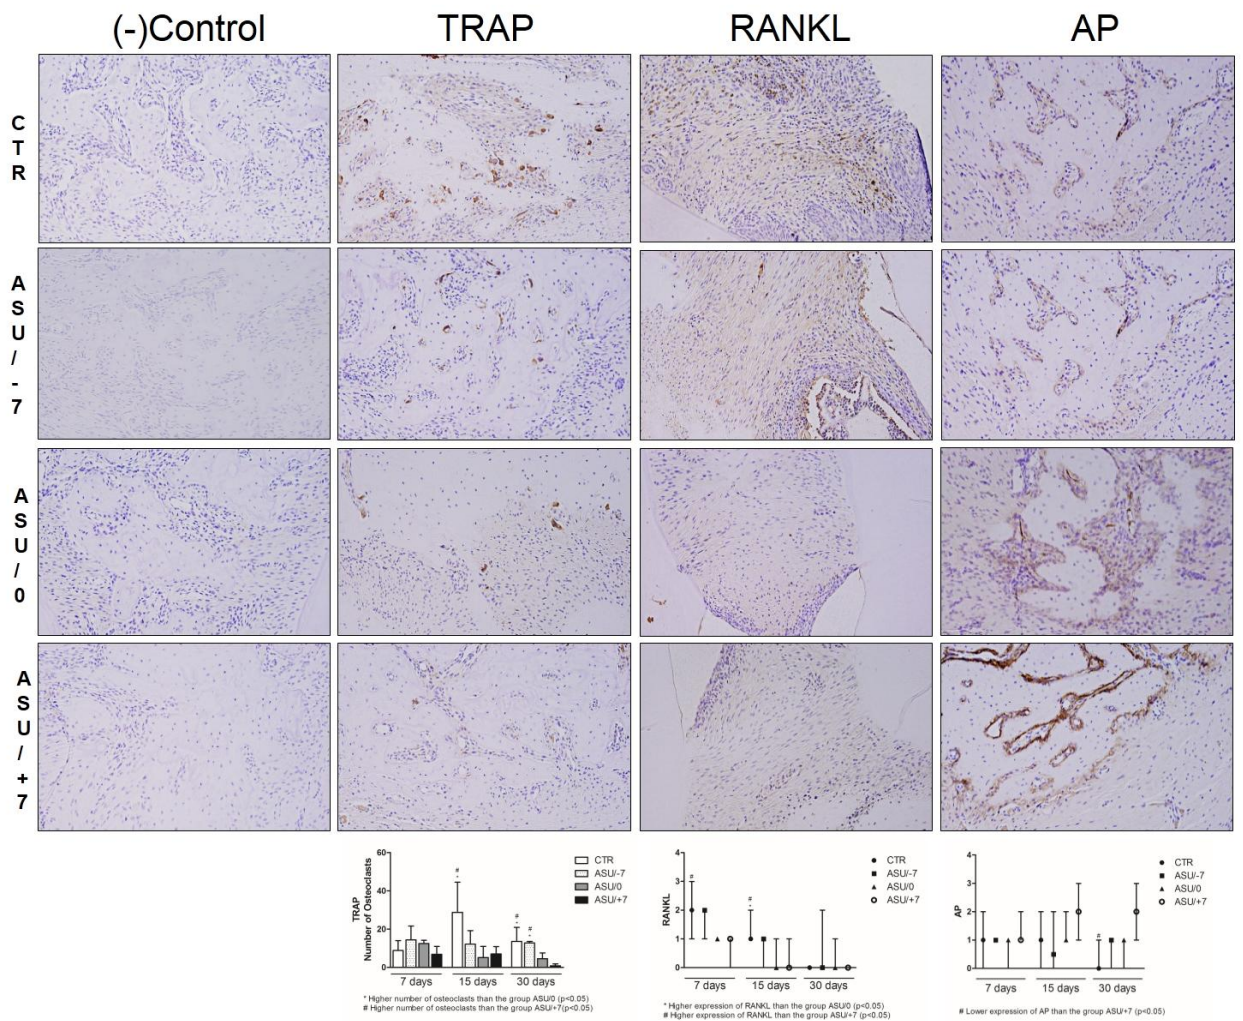 (-)Control TRAP RANKL AP
CTR
ASU/-7
ASU/0
ASU/+7
60
40
20
0
TRAP
Number of Osteoclasts
#
*
#
*
#
*
7 days 15 days 30 days
CTR
ASU/-7
ASU/0
ASU/+7
* Higher number of osteoclasts than the group ASU/0 (p<0.05)
# Higher number of osteoclasts than the group ASU/+7(p<0.05)
4
3
2
1
0
RANKL
#
#
*
7 days 15 days 30 days
CTR
ASU/-7
ASU/0
ASU/+7
* Higher expression of RANKL than the group ASU/0 (p<0.05)
# Higher expression of RANKL than the group ASU/+7 (p<0.05)
4
3
2
1
0
AP
#
7 days 15 days 30 days
CTR
ASU/-7
ASU/0
ASU/+7
# Lower expression of AP than the group ASU/+7 (p<0.05)